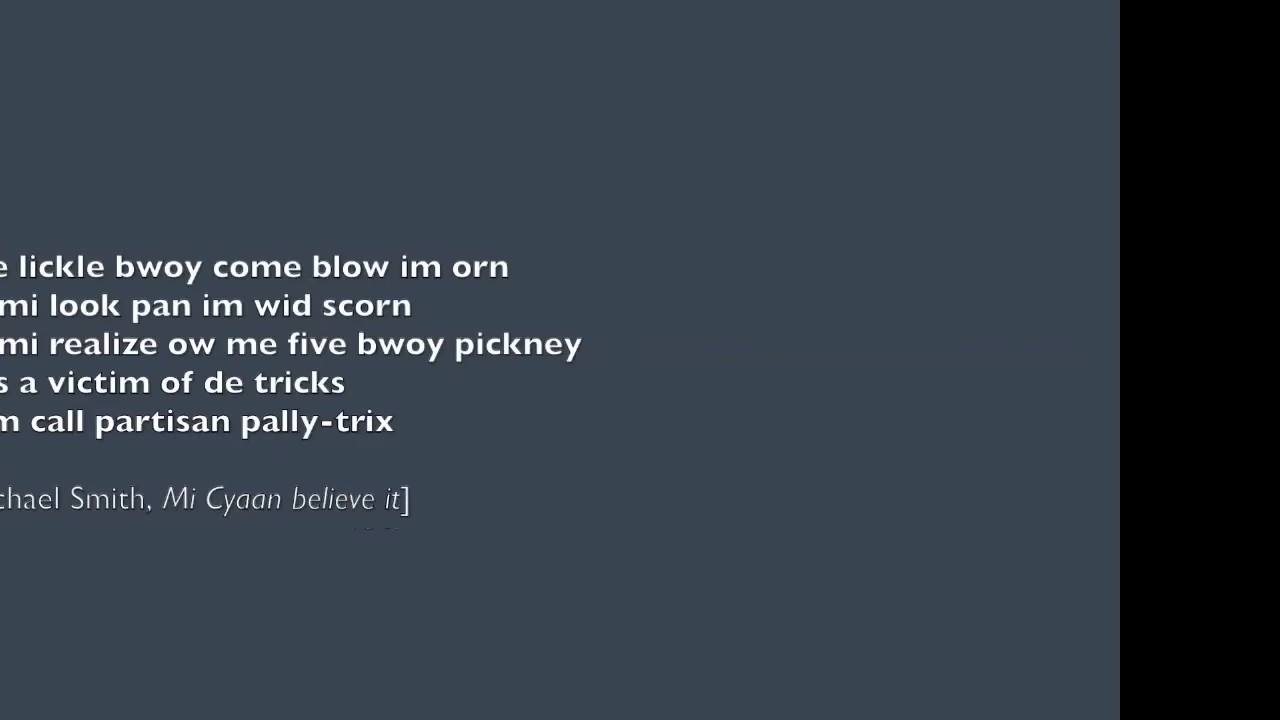 lickle bwoy come blow im orn
mi look pan im wid scorn
mi realize ow me five bwoy pickney
a victim of de tricks
call partisan pally-trix
Smith, Mi Cyaan believe it]